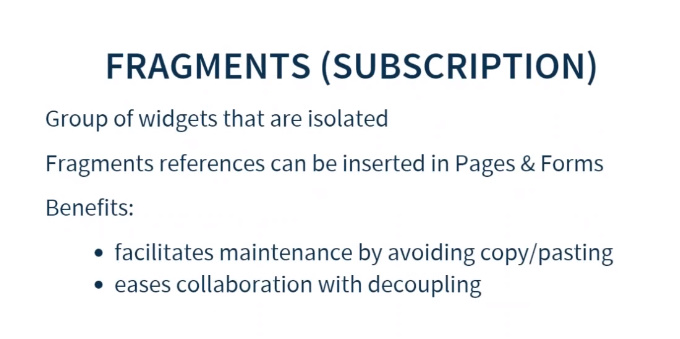 FRAGMENTS (SUBSCRIPTION)
Group of widgets that are isolated
Fragments references can be inserted in Pages & Forms
Benefits:
• facilitates maintenance by avoiding copy/pasting
• eases collaboration with decoupling